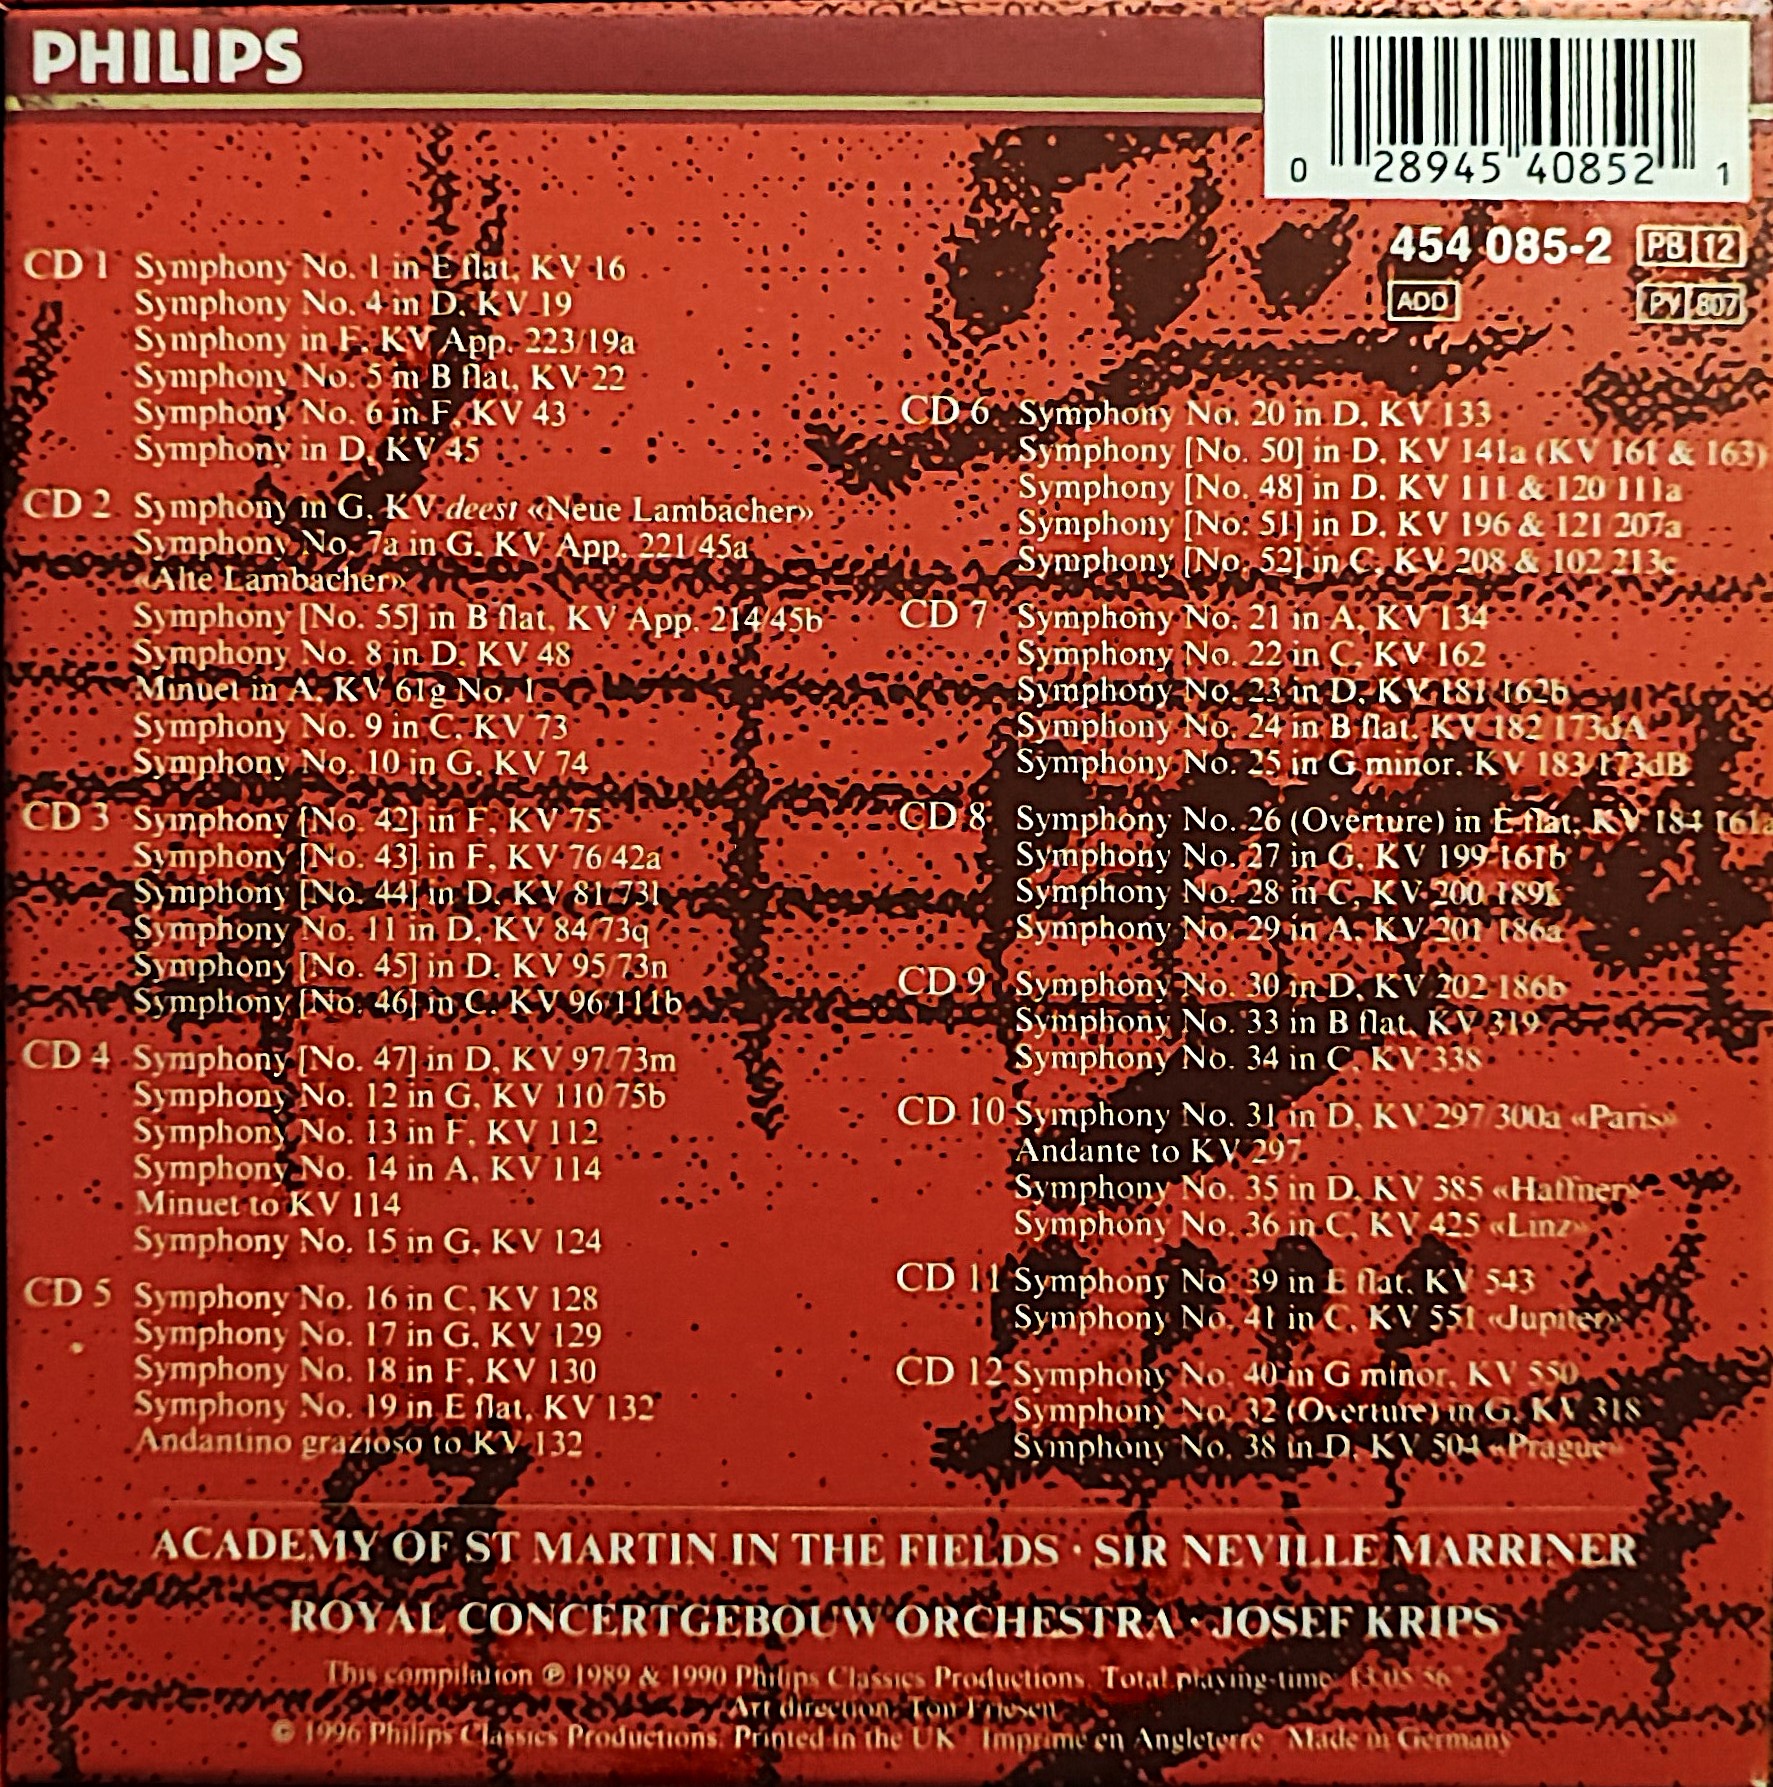 PHILIPS
0 28945 40852 1
454 085-2 PB 12
ADD PV 807
CD 1 Symphony No. 1 in E flat, KV 16
Symphony No. 4 in D, KV 19
Symphony in F, KV App. 223/19a
Symphony No. 5 in B flat, KV 22
Symphony No. 6 in F, KV 43
Symphony in D, KV 45
CD 2 Symphony in G, KV deest «Neue Lambacher»
Symphony No. 7a in G, KV App. 221/45a
«Alte Lambacher»
Symphony [No. 55] in B flat, KV App. 214/45b
Symphony No. 8 in D, KV 48
Minuet in A, KV 61g No. 1
Symphony No. 9 in C, KV 73
Symphony No. 10 in G, KV 74
CD 3 Symphony [No. 42] in F, KV 75
Symphony [No. 43] in F, KV 76/42a
Symphony [No. 44] in D, KV 81/73l
Symphony No. 11 in D, KV 84/73q
Symphony [No. 45] in D, KV 95/73n
Symphony [No. 46] in C, KV 96/111b
CD 4 Symphony [No. 47] in D, KV 97/73m
Symphony No. 12 in G, KV 110/75b
Symphony No. 13 in F, KV 112
Symphony No. 14 in A, KV 114
Minuet to KV 114
Symphony No. 15 in G, KV 124
CD 5 Symphony No. 16 in C, KV 128
Symphony No. 17 in G, KV 129
Symphony No. 18 in F, KV 130
Symphony No. 19 in E flat, KV 132
Andantino grazioso to KV 132
CD 6 Symphony No. 20 in D, KV 133
Symphony [No. 50] in D, KV 141a (KV 161 & 163)
Symphony [No. 48] in D, KV 111 & 120/111a
Symphony [No. 51] in D, KV 196 & 121/207a
Symphony [No. 52] in C, KV 208 & 102/213c
CD 7 Symphony No. 21 in A, KV 134
Symphony No. 22 in C, KV 162
Symphony No. 23 in D, KV 181/162b
Symphony No. 24 in B flat, KV 182/173dA
Symphony No. 25 in G minor, KV 183/173dB
CD 8 Symphony No. 26 (Overture) in E flat, KV 184/161a
Symphony No. 27 in G, KV 199/161b
Symphony No. 28 in C, KV 200/189k
Symphony No. 29 in A, KV 201/186a
CD 9 Symphony No. 30 in D, KV 202/186b
Symphony No. 33 in B flat, KV 319
Symphony No. 34 in C, KV 338
CD 10 Symphony No. 31 in D, KV 297/300a «Paris»
Andante to KV 297
Symphony No. 35 in D, KV 385 «Haffner»
Symphony No. 36 in C, KV 425 «Linz»
CD 11 Symphony No. 39 in E flat, KV 543
Symphony No. 41 in C, KV 551 «Jupiter»
CD 12 Symphony No. 40 in G minor, KV 550
Symphony No. 32 (Overture) in G, KV 318
Symphony No. 38 in D, KV 504 «Prague»
ACADEMY OF ST MARTIN IN THE FIELDS · SIR NEVILLE MARRINER
ROYAL CONCERTGEBOUW ORCHESTRA · JOSEF KRIPS
This compilation ℗ 1989 & 1990 Philips Classics Productions. Total playing-time: 13.05'56"
Art direction: Ton Friesen
© 1996 Philips Classics Productions. Printed in the UK Imprimé en Angleterre Made in Germany